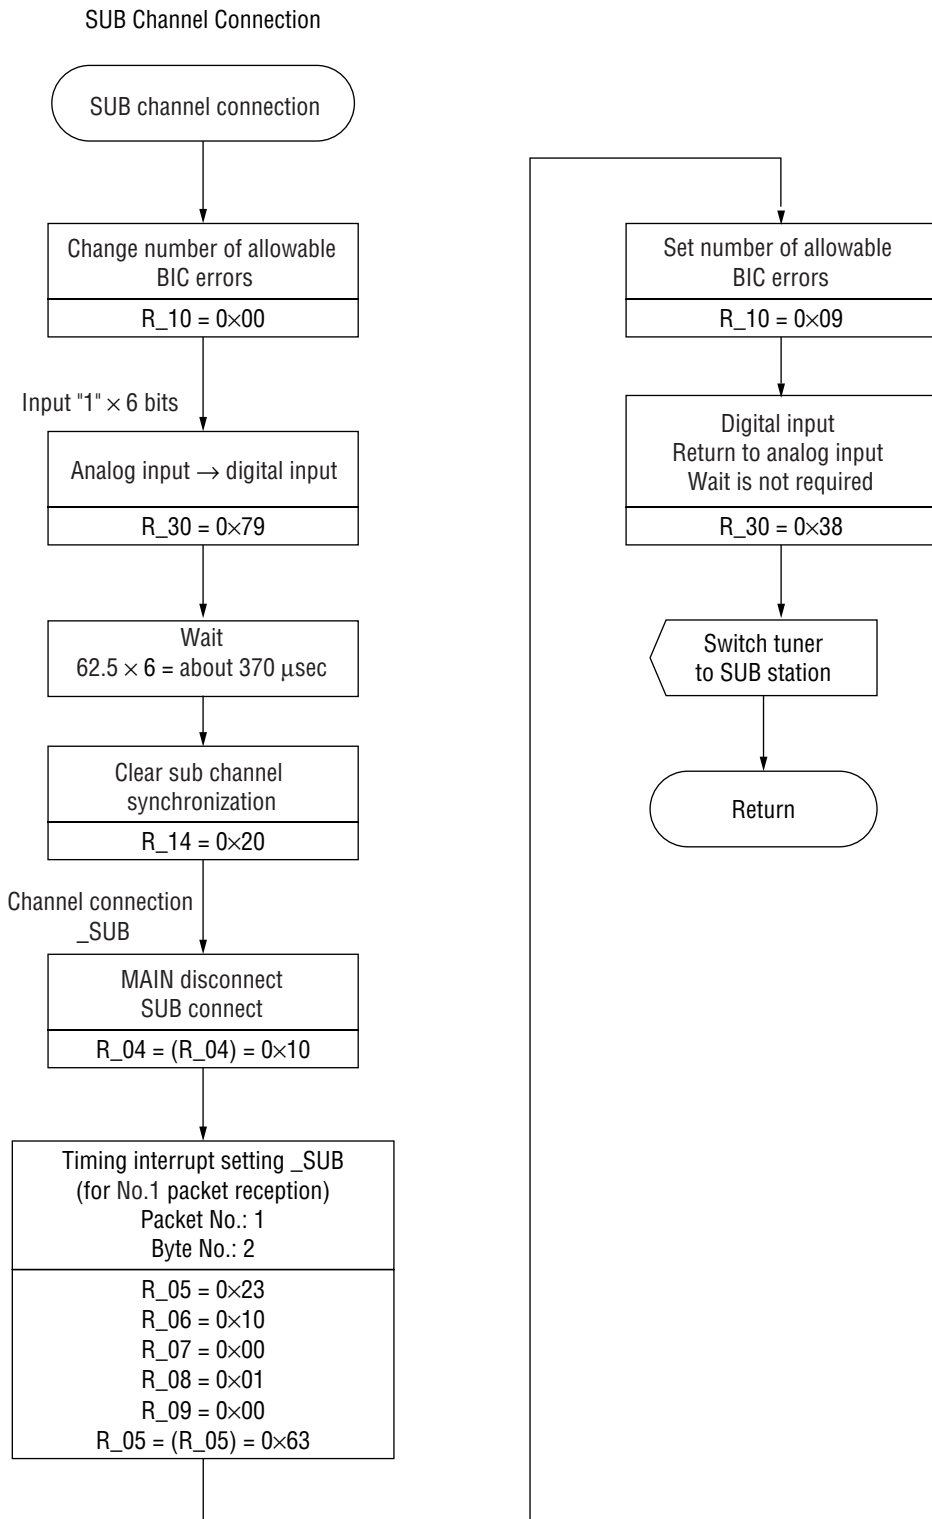 SUB Channel Connection
SUB channel connection
Change number of allowable
BIC errors
R_10 = 0×00
Input "1" × 6 bits
Analog input → digital input
R_30 = 0×79
Wait
62.5 × 6 = about 370 μsec
Clear sub channel
synchronization
R_14 = 0×20
Channel connection
_SUB
MAIN disconnect
SUB connect
R_04 = (R_04) = 0×10
Timing interrupt setting _SUB
(for No.1 packet reception)
Packet No.: 1
Byte No.: 2
R_05 = 0×23
R_06 = 0×10
R_07 = 0×00
R_08 = 0×01
R_09 = 0×00
R_05 = (R_05) = 0×63
Set number of allowable
BIC errors
R_10 = 0×09
Digital input
Return to analog input
Wait is not required
R_30 = 0×38
Switch tuner
to SUB station
Return